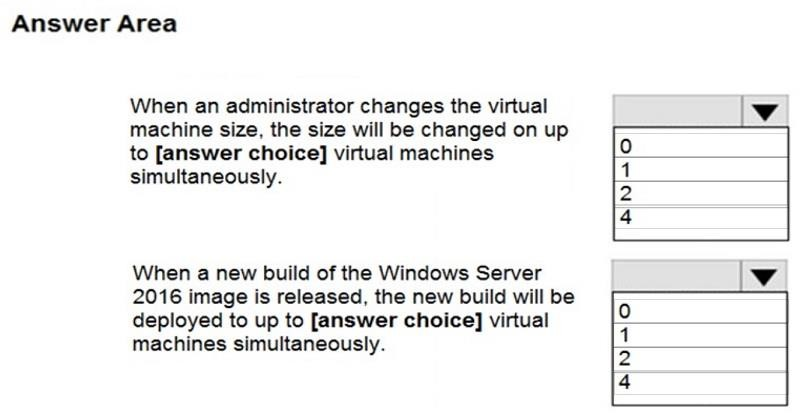 Answer Area
When an administrator changes the virtual
machine size, the size will be changed on up
to [answer choice] virtual machines
simultaneously.
0
1
2
4
When a new build of the Windows Server
2016 image is released, the new build will be
deployed to up to [answer choice] virtual
machines simultaneously.
0
1
2
4